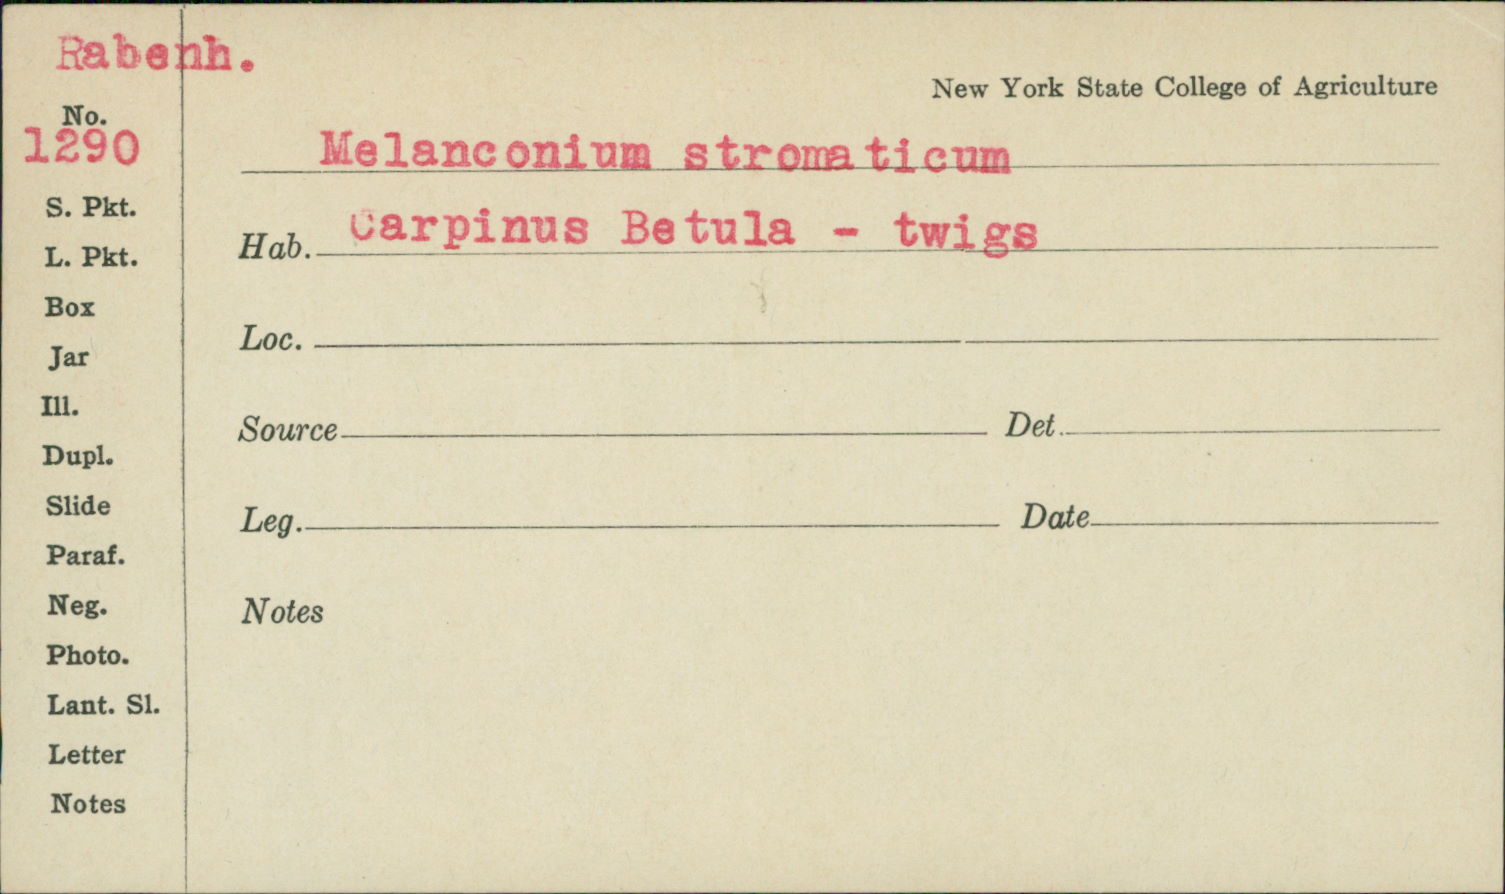 Rabenh.
New York State College of Agriculture
No.
1290
Melanconium stromaticum
S. Pkt.
Hab. Carpinus Betula - twigs
L. Pkt.
Box
Loc.
Jar
Ill.
Source Det.
Dupl.
Slide
Leg. Date
Paraf.
Neg.
Notes
Photo.
Lant. Sl.
Letter
Notes